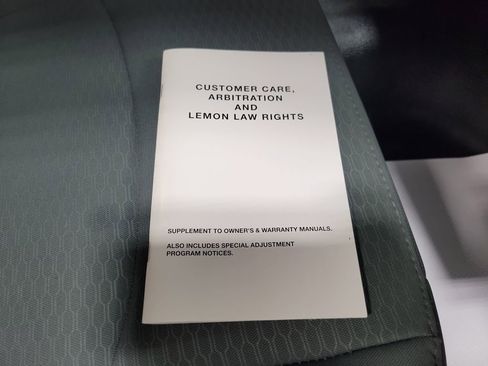 CUSTOMER CARE,
ARBITRATION
AND
LEMON LAW RIGHTS
SUPPLEMENT TO OWNER'S & WARRANTY MANUALS.
ALSO INCLUDES SPECIAL ADJUSTMENT
PROGRAM NOTICES.